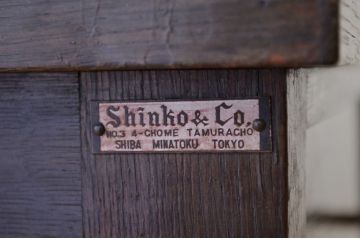 Shinko & Co.
NO.3 4-CHOME TAMURACHO
SHIBA MINATOKU TOKYO